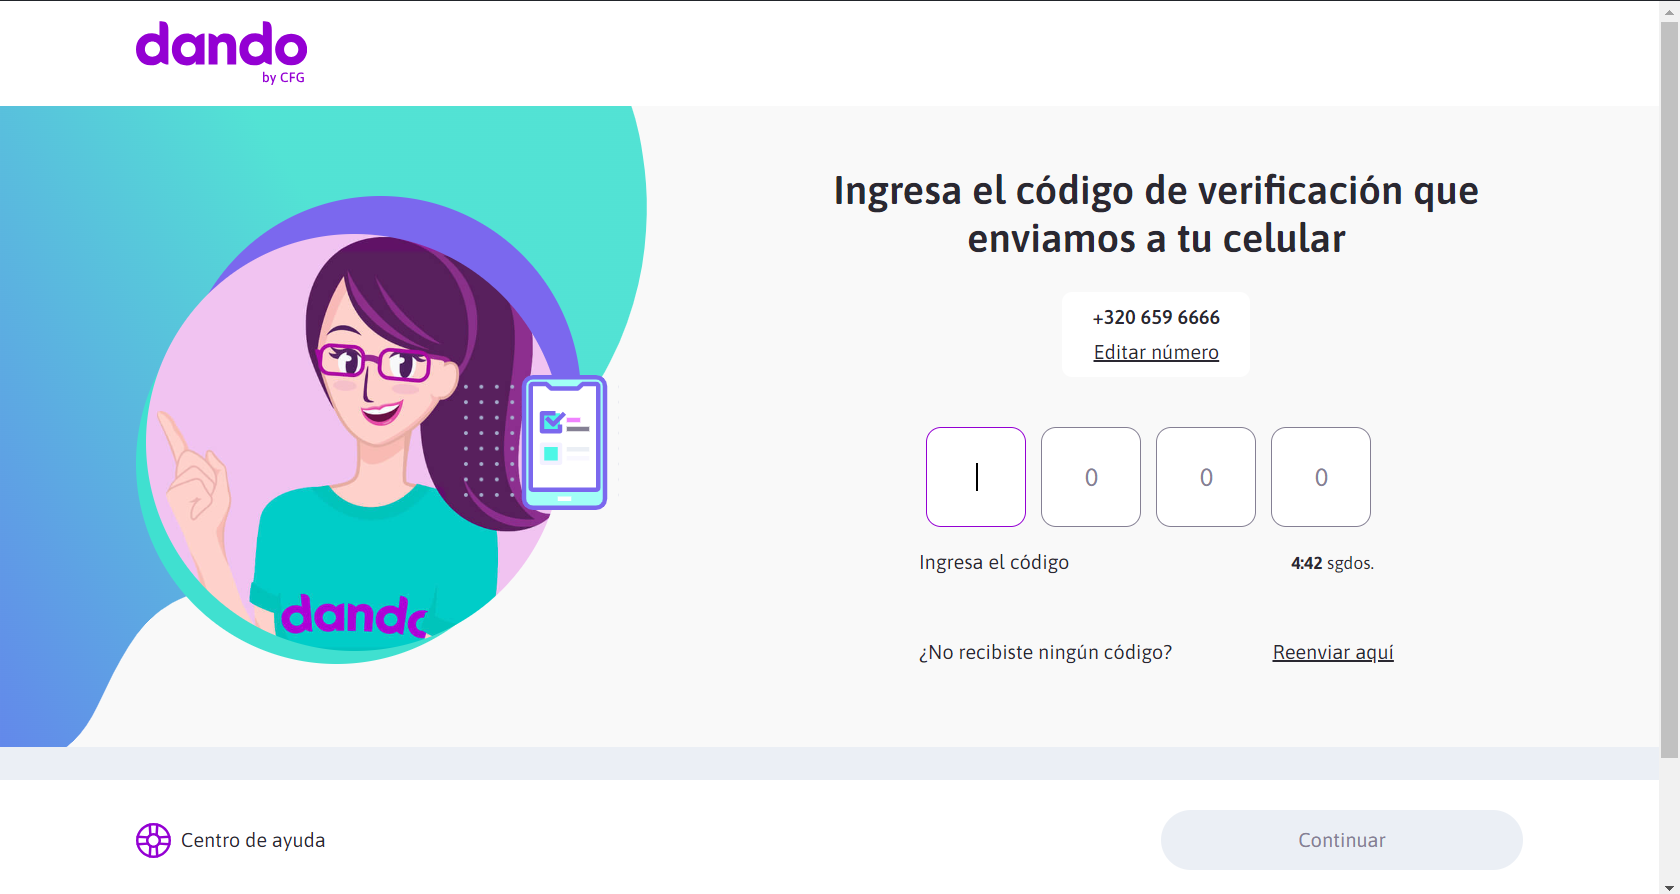 dando
by CFG
Ingresa el código de verificación que
enviamos a tu celular
+320 659 6666
Editar número
0 0 0
Ingresa el código
4:42 sgdos.
¿No recibiste ningún código?
Reenviar aquí
dando
Centro de ayuda
Continuar